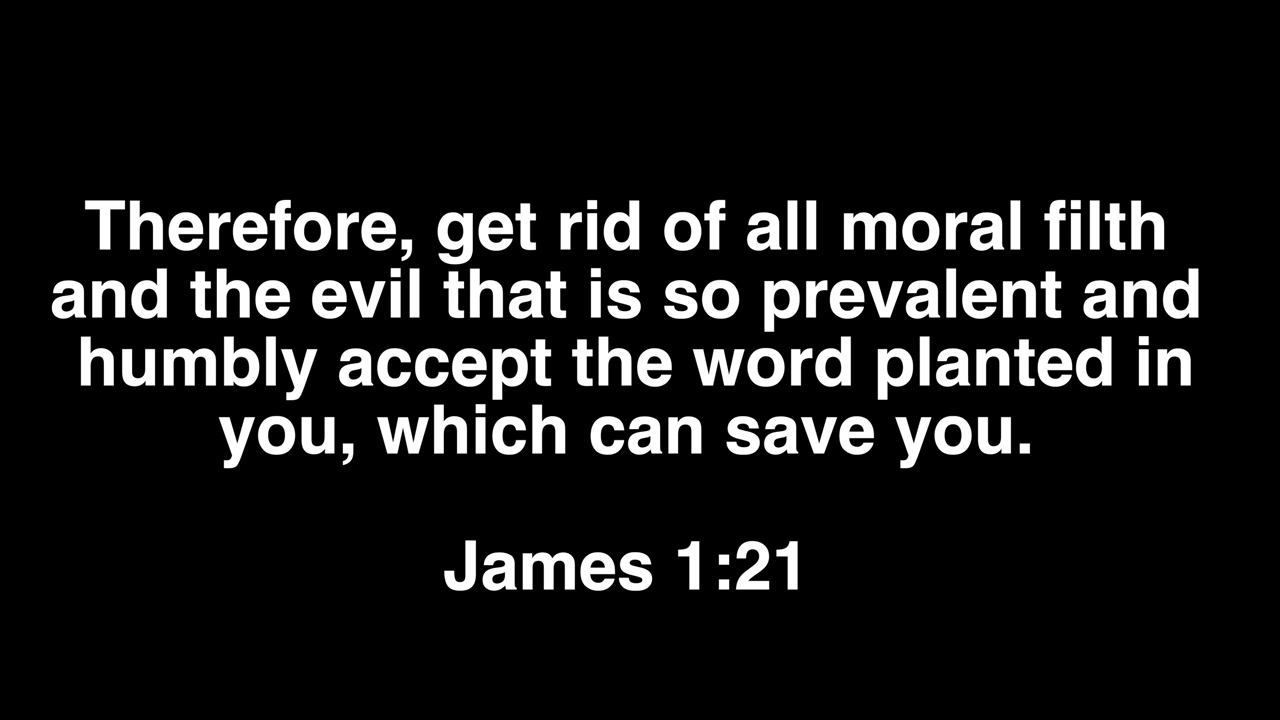 Therefore, get rid of all moral filth
and the evil that is so prevalent and
humbly accept the word planted in
you, which can save you.
James 1:21